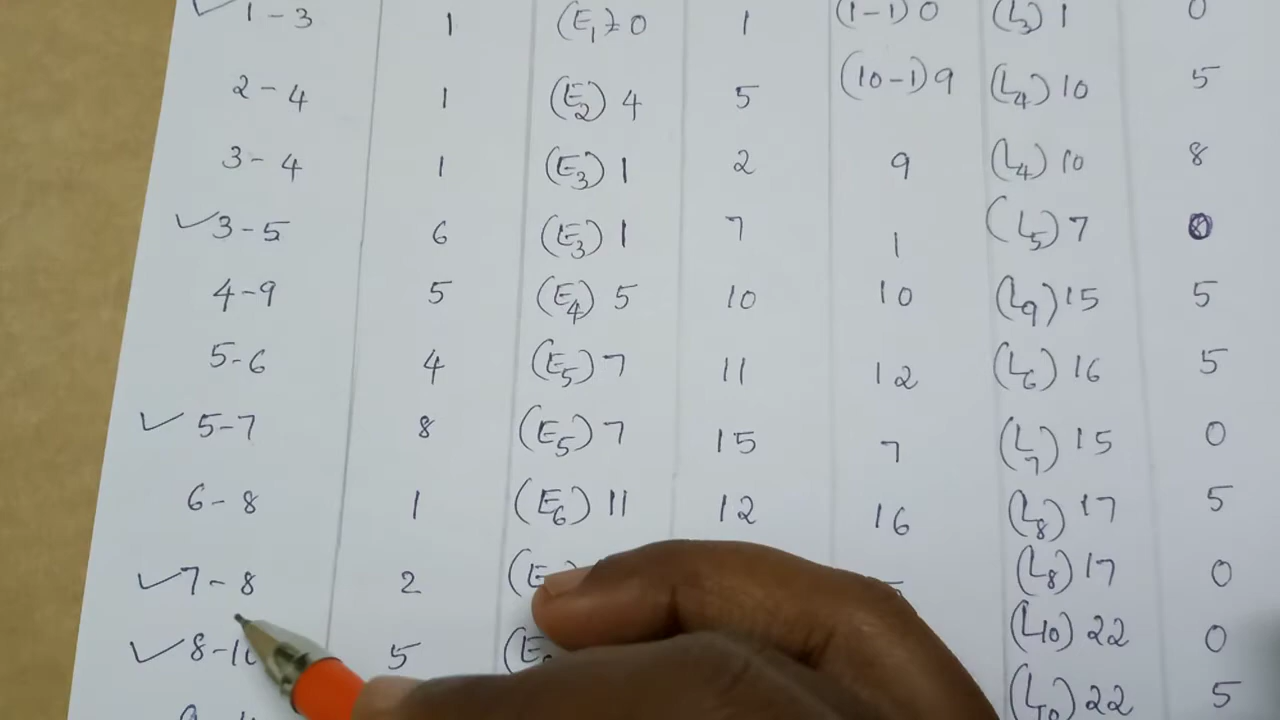 ✓ 1-3 1 (E1) 0 1 (1-1) 0 (L3) 1 0
2-4 1 (E2) 4 5 (10-1) 9 (L4) 10 5
3-4 1 (E3) 1 2 9 (L4) 10 8
✓ 3-5 6 (E3) 1 7 1 (L5) 7 0
4-9 5 (E4) 5 10 10 (L9) 15 5
5-6 4 (E5) 7 11 12 (L6) 16 5
✓ 5-7 8 (E5) 7 15 7 (L7) 15 0
6-8 1 (E6) 11 12 16 (L8) 17 5
✓ 7-8 2 (E (L8) 17 0
✓ 8-10 5 (E (L10) 22 0
(L10) 22 5